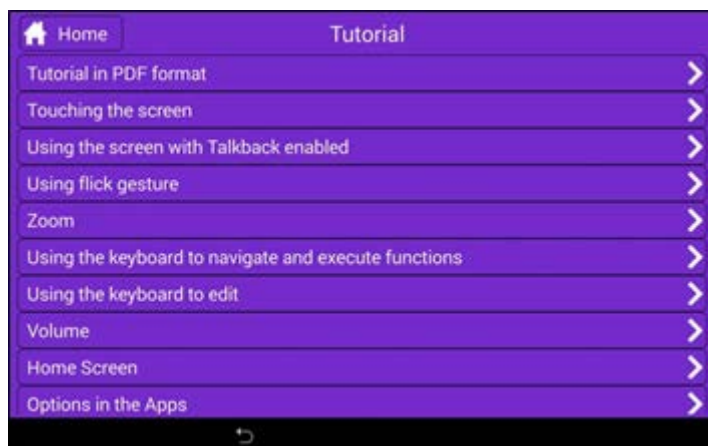 Home
Tutorial
Tutorial in PDF format
Touching the screen
Using the screen with Talkback enabled
Using flick gesture
Zoom
Using the keyboard to navigate and execute functions
Using the keyboard to edit
Volume
Home Screen
Options in the Apps